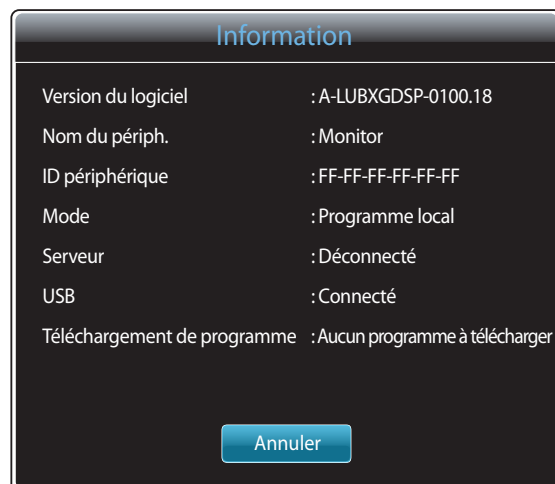 Information
Version du logiciel : A-LUBXGDSP-0100.18
Nom du périph. : Monitor
ID périphérique : FF-FF-FF-FF-FF-FF
Mode : Programme local
Serveur : Déconnecté
USB : Connecté
Téléchargement de programme : Aucun programme à télécharger
Annuler